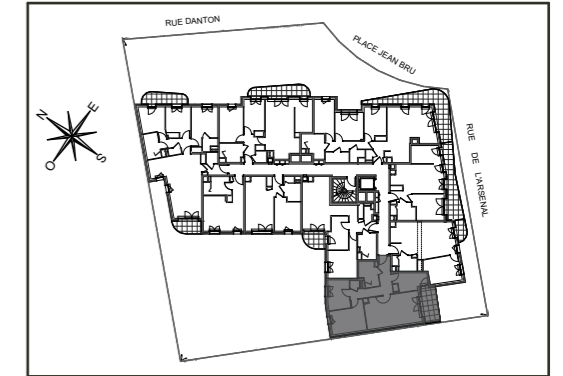 RUE DANTON
PLACE JEAN BRU
N
E
O
S
RUE DE L'ARSENAL